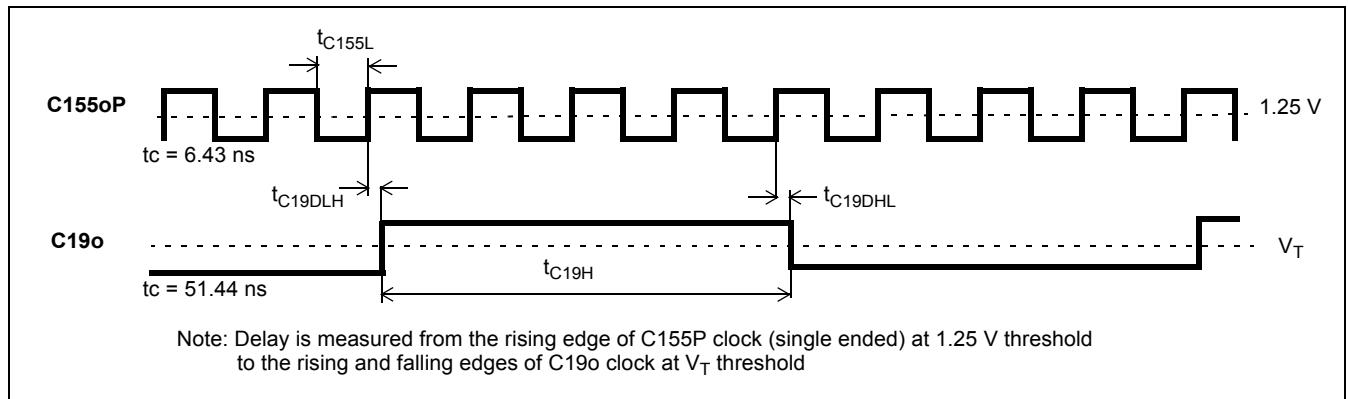 tC155L
C155oP
1.25 V
tc = 6.43 ns
tC19DLH
tC19DHL
C19o
VT
tC19H
tc = 51.44 ns
Note: Delay is measured from the rising edge of C155P clock (single ended) at 1.25 V threshold
to the rising and falling edges of C19o clock at VT threshold